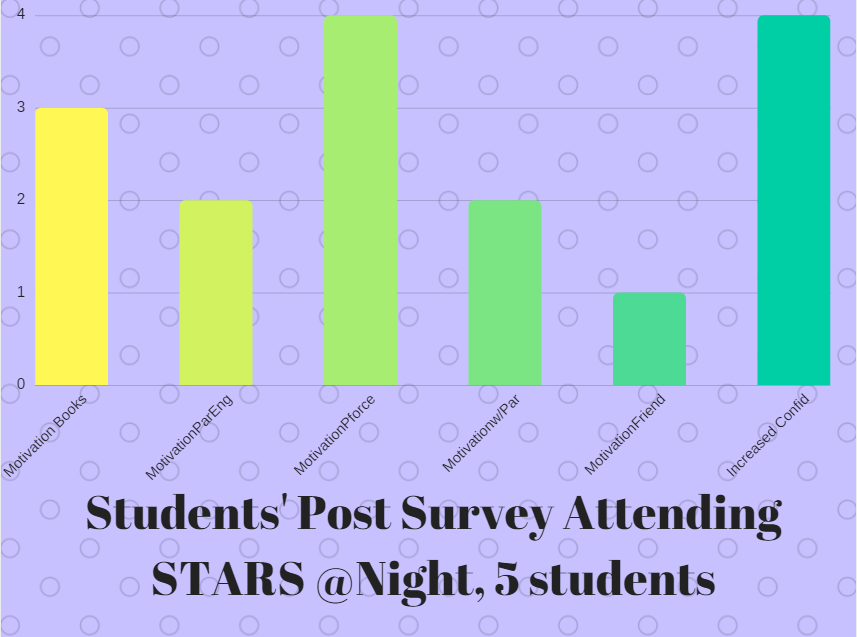 4
3
2
1
0
Motivation Books
MotivationParEng
MotivationPforce
Motivationw/Par
MotivationFriend
Increased Confid
Students' Post Survey Attending
STARS @Night, 5 students